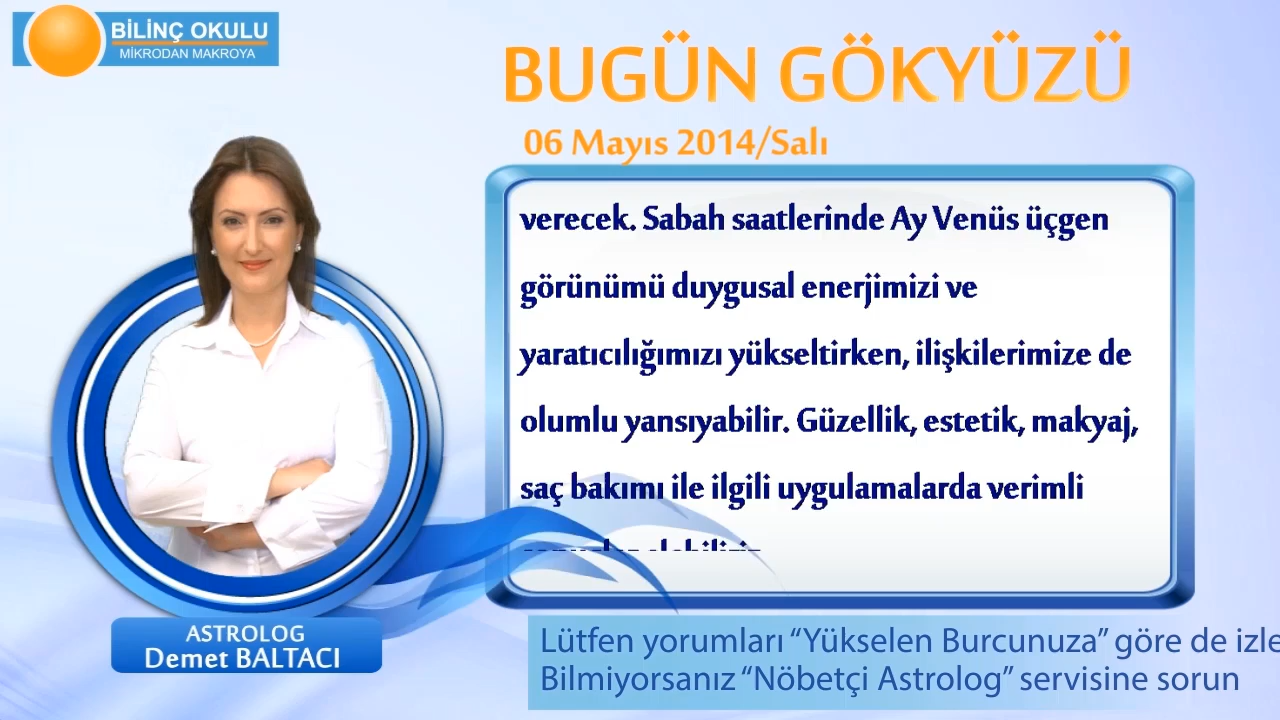 BİLİNÇ OKULU
MİKRODAN MAKROYA
BUGÜN GÖKYÜZÜ
06 Mayıs 2014/Salı
verecek. Sabah saatlerinde Ay Venüs üçgen
görünümü duygusal enerjimizi ve
yaratıcılığımızı yükseltirken, ilişkilerimize de
olumlu yansıyabilir. Güzellik, estetik, makyaj,
saç bakımı ile ilgili uygulamalarda verimli
ASTROLOG
Demet BALTACI
Lütfen yorumları “Yükselen Burcunuza” göre de izle
Bilmiyorsanız “Nöbetçi Astrolog” servisine sorun